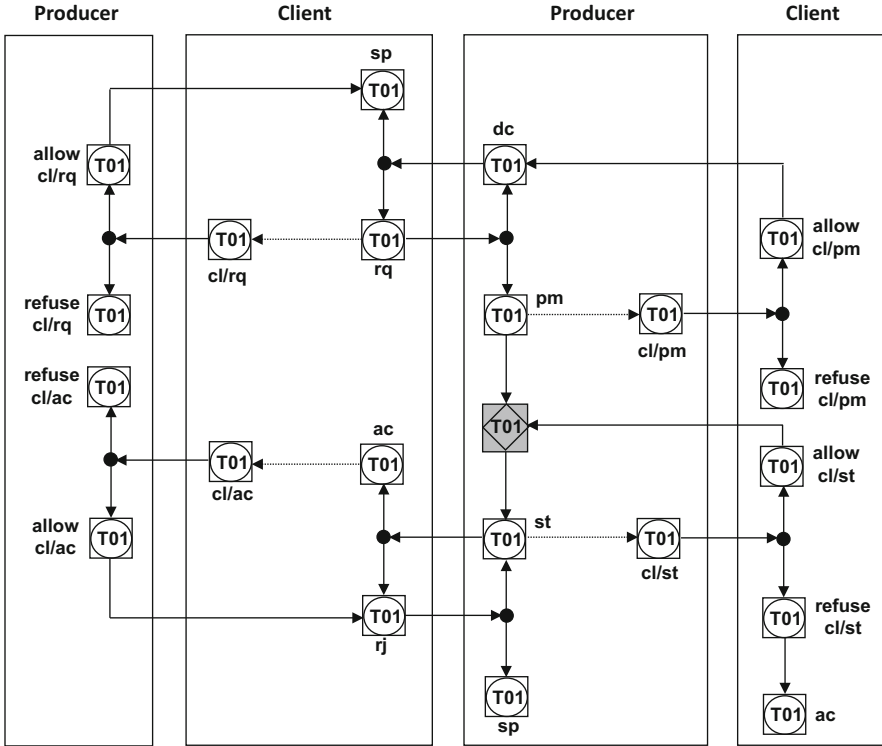 Producer
Client
Producer
Client
sp
T01
dc
allow
cl/rq
T01
T01
T01
cl/rq
T01
rq
allow
cl/pm
T01
refuse
cl/rq
T01
T01
pm
T01
cl/pm
refuse
cl/ac
T01
T01
refuse
cl/pm
T01
ac
T01
cl/ac
T01
T01
allow
cl/st
allow
cl/ac
T01
T01
st
T01
cl/st
T01
rj
T01
refuse
cl/st
T01
sp
T01
ac